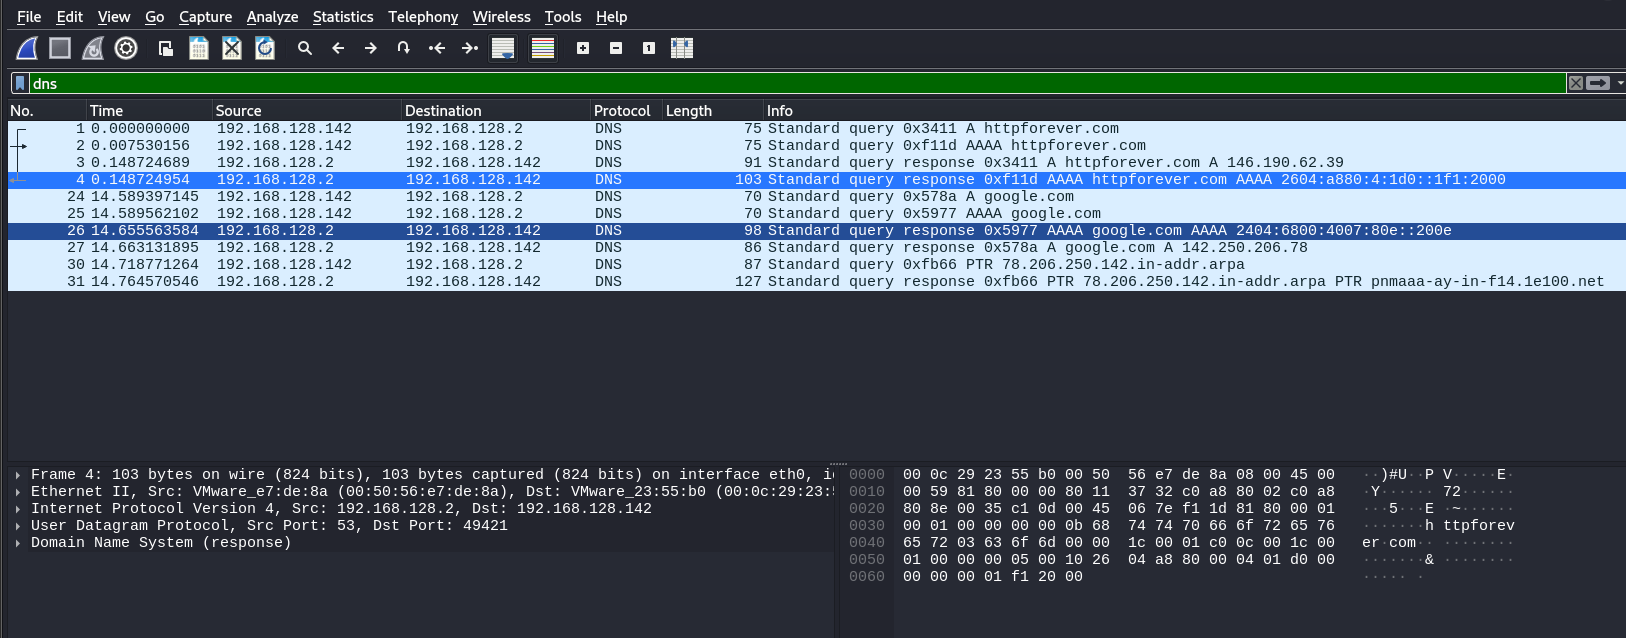 File Edit View Go Capture Analyze Statistics Telephony Wireless Tools Help
dns
No. Time Source Destination Protocol Length Info
1 0.000000000 192.168.128.142 192.168.128.2 DNS 75 Standard query 0x3411 A httpforever.com
2 0.007530156 192.168.128.142 192.168.128.2 DNS 75 Standard query 0xf11d AAAA httpforever.com
3 0.148724689 192.168.128.2 192.168.128.142 DNS 91 Standard query response 0x3411 A httpforever.com A 146.190.62.39
4 0.148724954 192.168.128.2 192.168.128.142 DNS 103 Standard query response 0xf11d AAAA httpforever.com AAAA 2604:a880:4:1d0::1f1:2000
24 14.589397145 192.168.128.142 192.168.128.2 DNS 70 Standard query 0x578a A google.com
25 14.589562102 192.168.128.142 192.168.128.2 DNS 70 Standard query 0x5977 AAAA google.com
26 14.655563584 192.168.128.2 192.168.128.142 DNS 98 Standard query response 0x5977 AAAA google.com AAAA 2404:6800:4007:80e::200e
27 14.663131895 192.168.128.2 192.168.128.142 DNS 86 Standard query response 0x578a A google.com A 142.250.206.78
30 14.718771264 192.168.128.142 192.168.128.2 DNS 87 Standard query 0xfb66 PTR 78.206.250.142.in-addr.arpa
31 14.764570546 192.168.128.2 192.168.128.142 DNS 127 Standard query response 0xfb66 PTR 78.206.250.142.in-addr.arpa PTR pnmaaa-ay-in-f14.1e100.net
Frame 4: 103 bytes on wire (824 bits), 103 bytes captured (824 bits) on interface eth0,
Ethernet II, Src: VMware_e7:de:8a (00:50:56:e7:de:8a), Dst: VMware_23:55:b0 (00:0c:29:23:
Internet Protocol Version 4, Src: 192.168.128.2, Dst: 192.168.128.142
User Datagram Protocol, Src Port: 53, Dst Port: 49421
Domain Name System (response)
0000 00 0c 29 23 55 b0 00 50 56 e7 de 8a 08 00 45 00 ··)#U··P V·····E·
0010 00 59 81 80 00 00 80 11 37 32 c0 a8 80 02 c0 a8 ·Y······ 72······
0020 80 8e 00 35 c1 0d 00 45 06 7e f1 1d 81 80 00 01 ···5···E ·~······
0030 00 01 00 00 00 00 0b 68 74 74 70 66 6f 72 65 76 ·······h ttpforev
0040 65 72 03 63 6f 6d 00 00 1c 00 01 c0 0c 00 1c 00 er·com·· ········
0050 01 00 00 00 05 00 10 26 04 a8 80 00 04 01 d0 00 ·······& ········
0060 00 00 00 01 f1 20 00 ····· ·